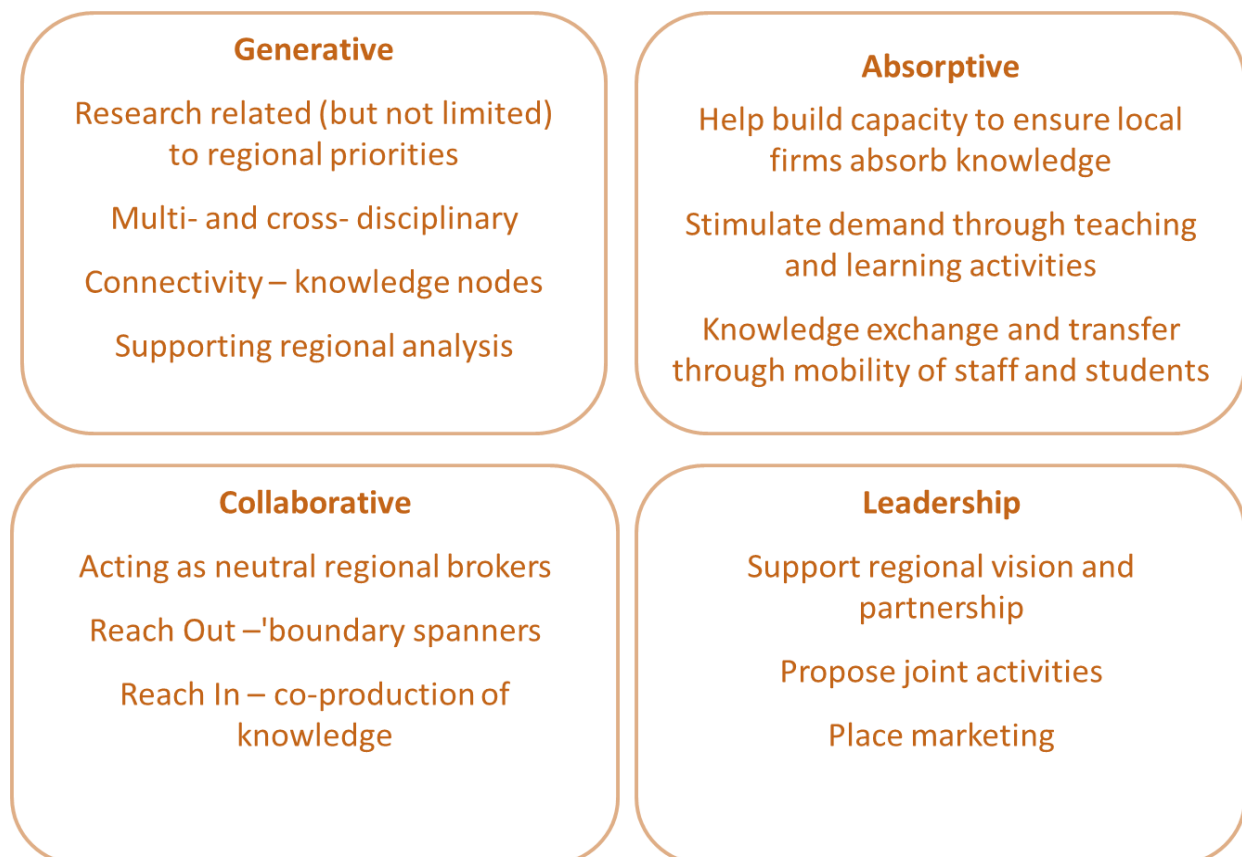 Generative
Research related (but not limited)
to regional priorities
Multi- and cross- disciplinary
Connectivity – knowledge nodes
Supporting regional analysis
Absorptive
Help build capacity to ensure local
firms absorb knowledge
Stimulate demand through teaching
and learning activities
Knowledge exchange and transfer
through mobility of staff and students
Collaborative
Acting as neutral regional brokers
Reach Out –'boundary spanners
Reach In – co-production of
knowledge
Leadership
Support regional vision and
partnership
Propose joint activities
Place marketing